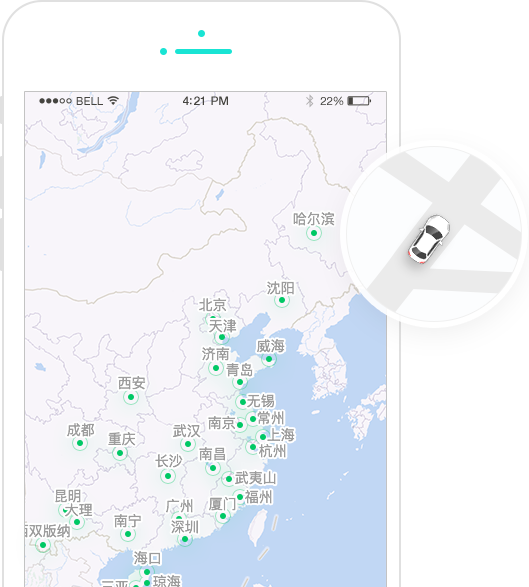 BELL
4:21 PM
22%
哈尔滨
沈阳
北京
天津
威海
济南
青岛
西安
无锡
常州
南京
上海
成都
重庆
武汉
杭州
长沙
南昌
武夷山
昆明
福州
大理
广州
厦门
南宁
深圳
双版纳
海口
三亚
琼海